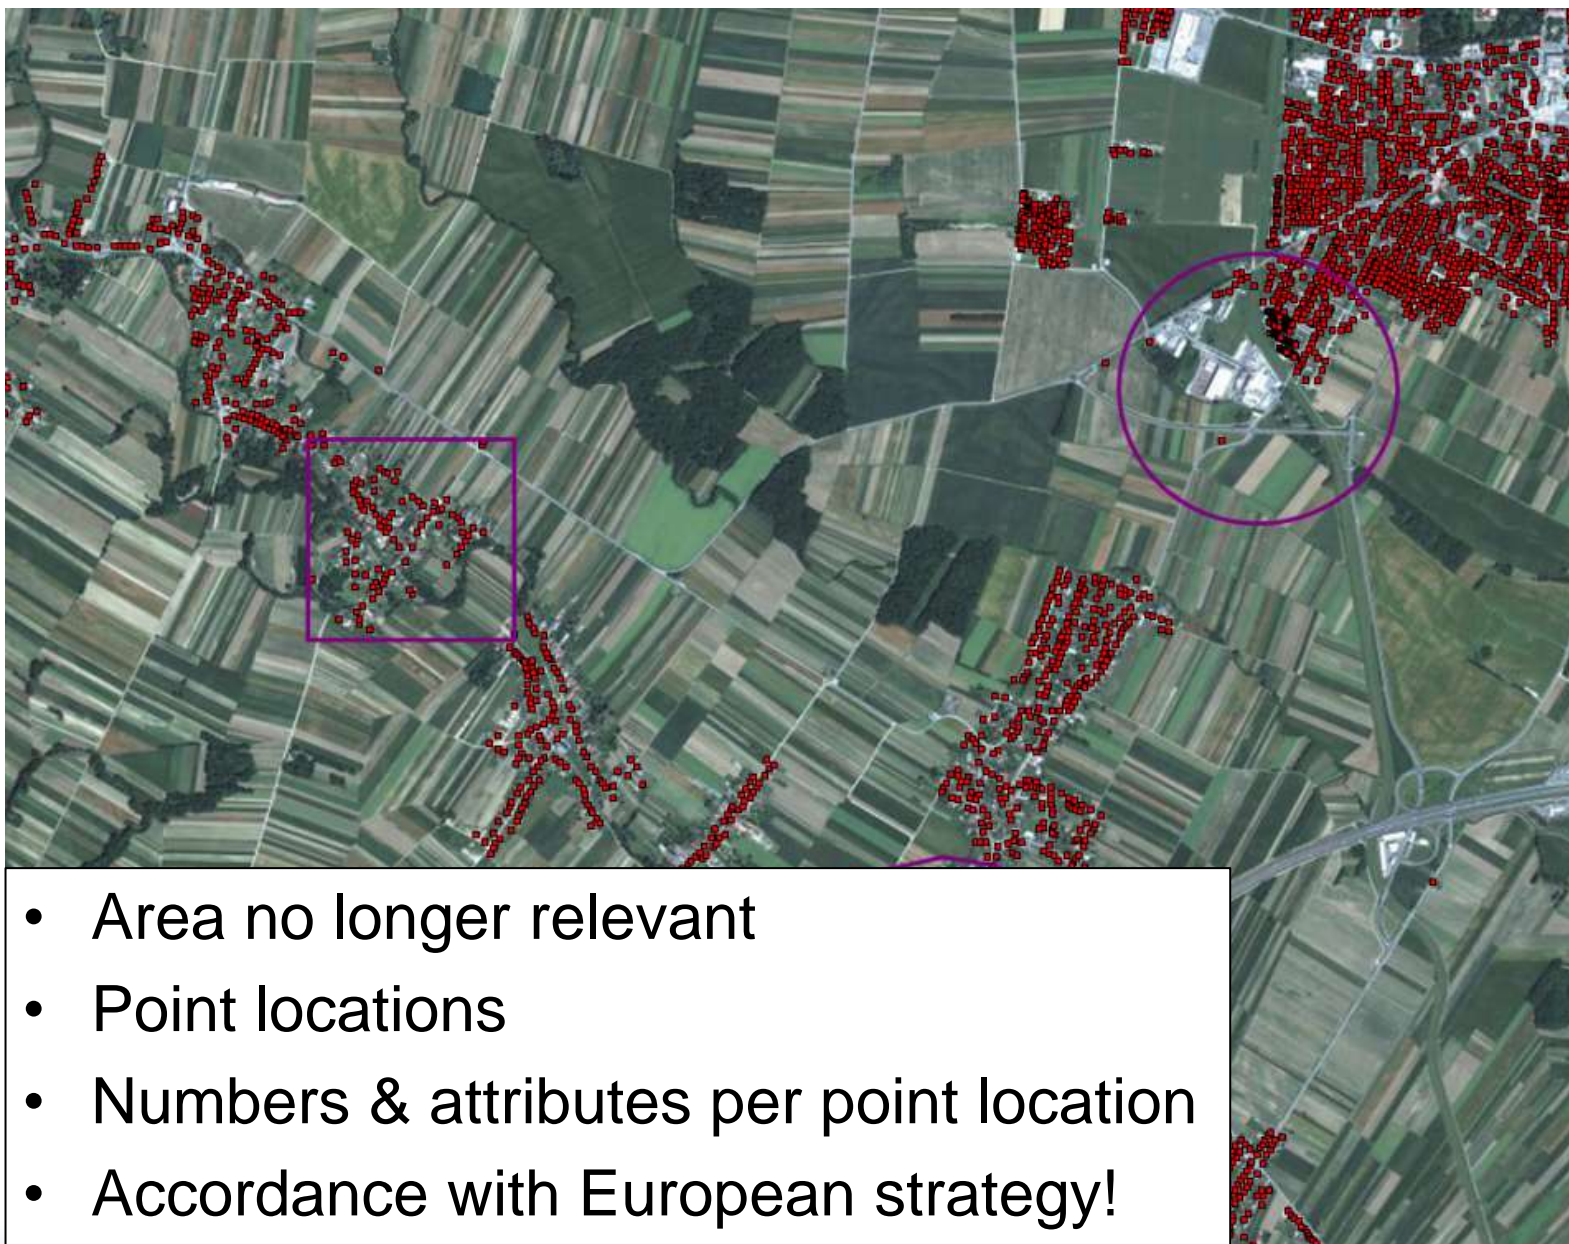 • Area no longer relevant
• Point locations
• Numbers & attributes per point location
• Accordance with European strategy!